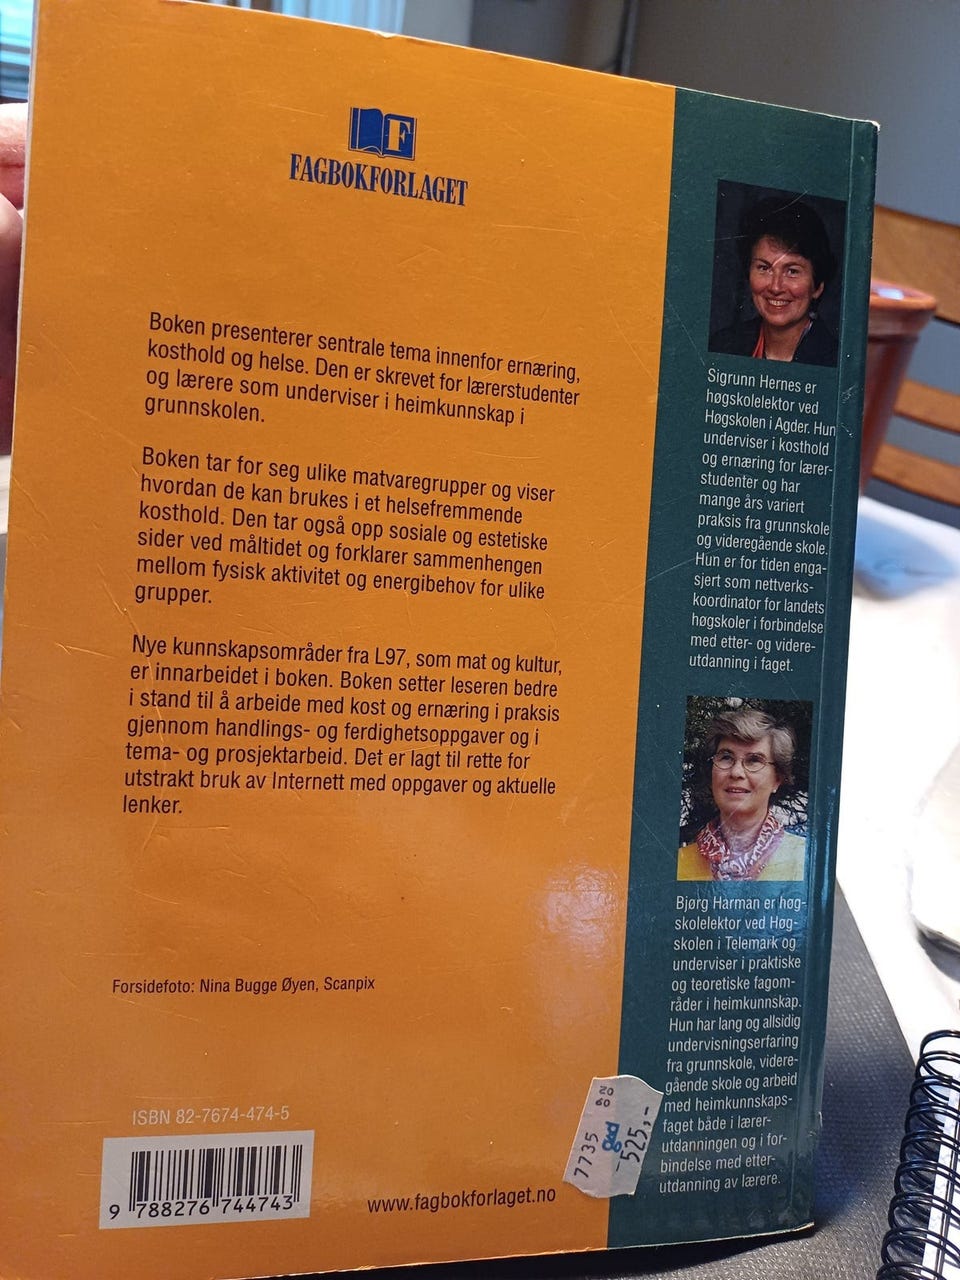 F
FAGBOKFORLAGET
Boken presenterer sentrale tema innenfor ernæring,
kosthold og helse. Den er skrevet for lærerstudenter
og lærere som underviser i heimkunnskap i
grunnskolen.
Boken tar for seg ulike matvaregrupper og viser
hvordan de kan brukes i et helsefremmende
kosthold. Den tar også opp sosiale og estetiske
sider ved måltidet og forklarer sammenhengen
mellom fysisk aktivitet og energibehov for ulike
grupper.
Nye kunnskapsområder fra L97, som mat og kultur,
er innarbeidet i boken. Boken setter leseren bedre
i stand til å arbeide med kost og ernæring i praksis
gjennom handlings- og ferdighetsoppgaver og i
tema- og prosjektarbeid. Det er lagt til rette for
utstrakt bruk av Internett med oppgaver og aktuelle
lenker.
Forsidefoto: Nina Bugge Øyen, Scanpix
ISBN 82-7674-474-5
9 788276 744743
www.fagbokforlaget.no
Sigrunn Hernes er
høgskolelektor ved
Høgskolen i Agder. Hun
underviser i kosthold
og ernæring for lærer-
studenter og har
mange års variert
praksis fra grunnskole
og videregående skole.
Hun er for tiden enga-
sjert som nettverks-
koordinator for landets
høgskoler i forbindelse
med etter- og videre-
utdanning i faget.
Bjørg Harman er høg-
skolelektor ved Høg-
skolen i Telemark og
underviser i praktiske
og teoretiske fagom-
råder i heimkunnskap.
Hun har lang og allsidig
undervisningserfaring
fra grunnskole, videre-
gående skole og arbeid
med heimkunnskaps-
faget både i lærer-
utdanningen og i for-
bindelse med etter-
utdanning av lærere.
20
60
7735
525,-